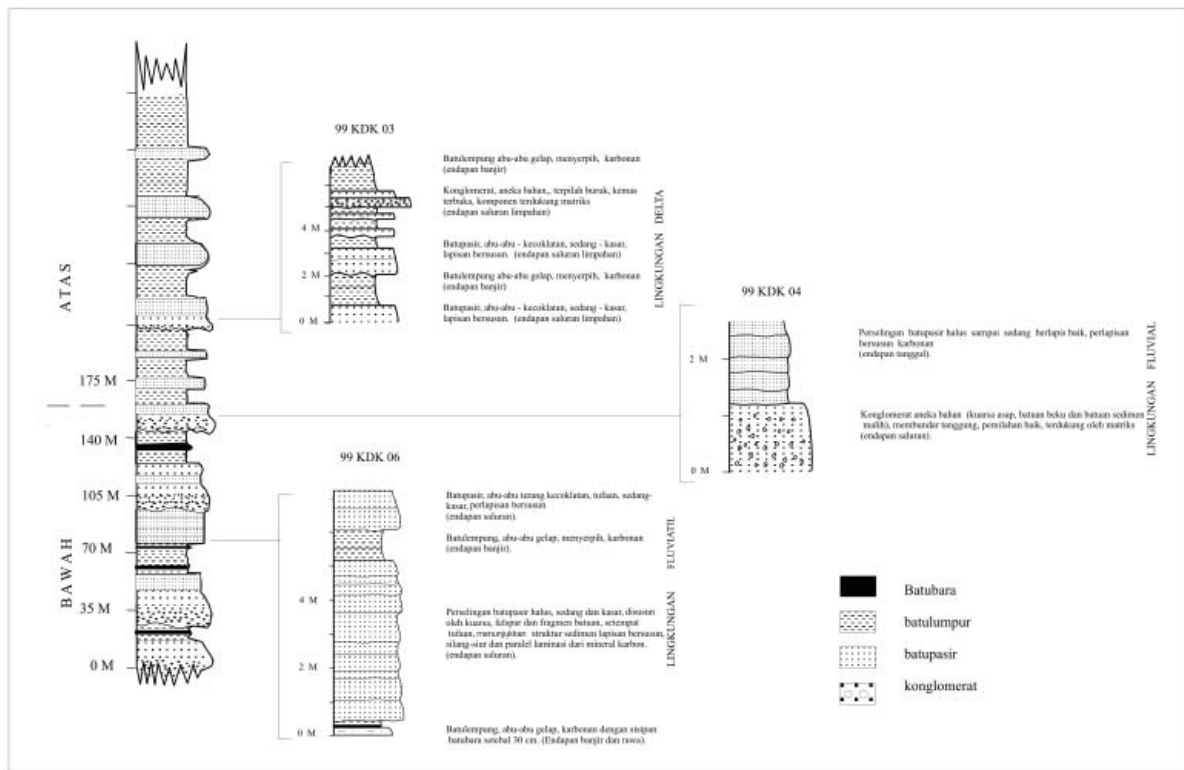 ATAS
BAWAH
175 M
140 M
105 M
70 M
35 M
0 M
99 KDK 03
4 M
2 M
0 M
Batulempung abu-abu gelap, menyerpih, karbonan
(endapan banjir)
Konglomerat, aneka bahan,, terpilah buruk, kemas
terbuka, komponen terdukung matriks
(endapan saluran limpahan)
Batupasir, abu-abu - kecoklatan, sedang - kasar,
lapisan bersusun. (endapan saluran limpahan)
Batulempung abu-abu gelap, menyerpih, karbonan
(endapan banjir)
Batupasir, abu-abu - kecoklatan, sedang - kasar,
lapisan bersusun. (endapan saluran limpahan)
LINGKUNGAN DELTA
99 KDK 04
2 M
0 M
Perselingan batupasir halus sampai sedang berlapis baik, perlapisan
bersusun karbonan
(endapan tanggul).
Konglomerat aneka bahan (kuarsa asap, batuan beku dan batuan sedimen
malih), membundar tanggung, pemilahan baik, terdukung oleh matriks
(endapan saluran).
LINGKUNGAN FLUVIAL
99 KDK 06
4 M
2 M
0 M
Batupasir, abu-abu terang kecoklatan, tufaan, sedang-
kasar, perlapisan bersusun
(endapan saluran).
Batulempung, abu-abu gelap, menyerpih, karbonan
(endapan banjir).
Perselingan batupasir halus, sedang dan kasar, disusun
oleh kuarsa, felspar dan fragmen batuan, setempat
tufaan, menunjukkan struktur sedimen lapisan bersusun,
silang-siur dan paralel laminasi dari mineral karbon.
(endapan saluran).
Batulempung, abu-abu gelap, karbonan dengan sisipan
batubara setebal 30 cm. (Endapan banjir dan rawa).
LINGKUNGAN FLUVIATIL
Batubara
batulumpur
batupasir
konglomerat